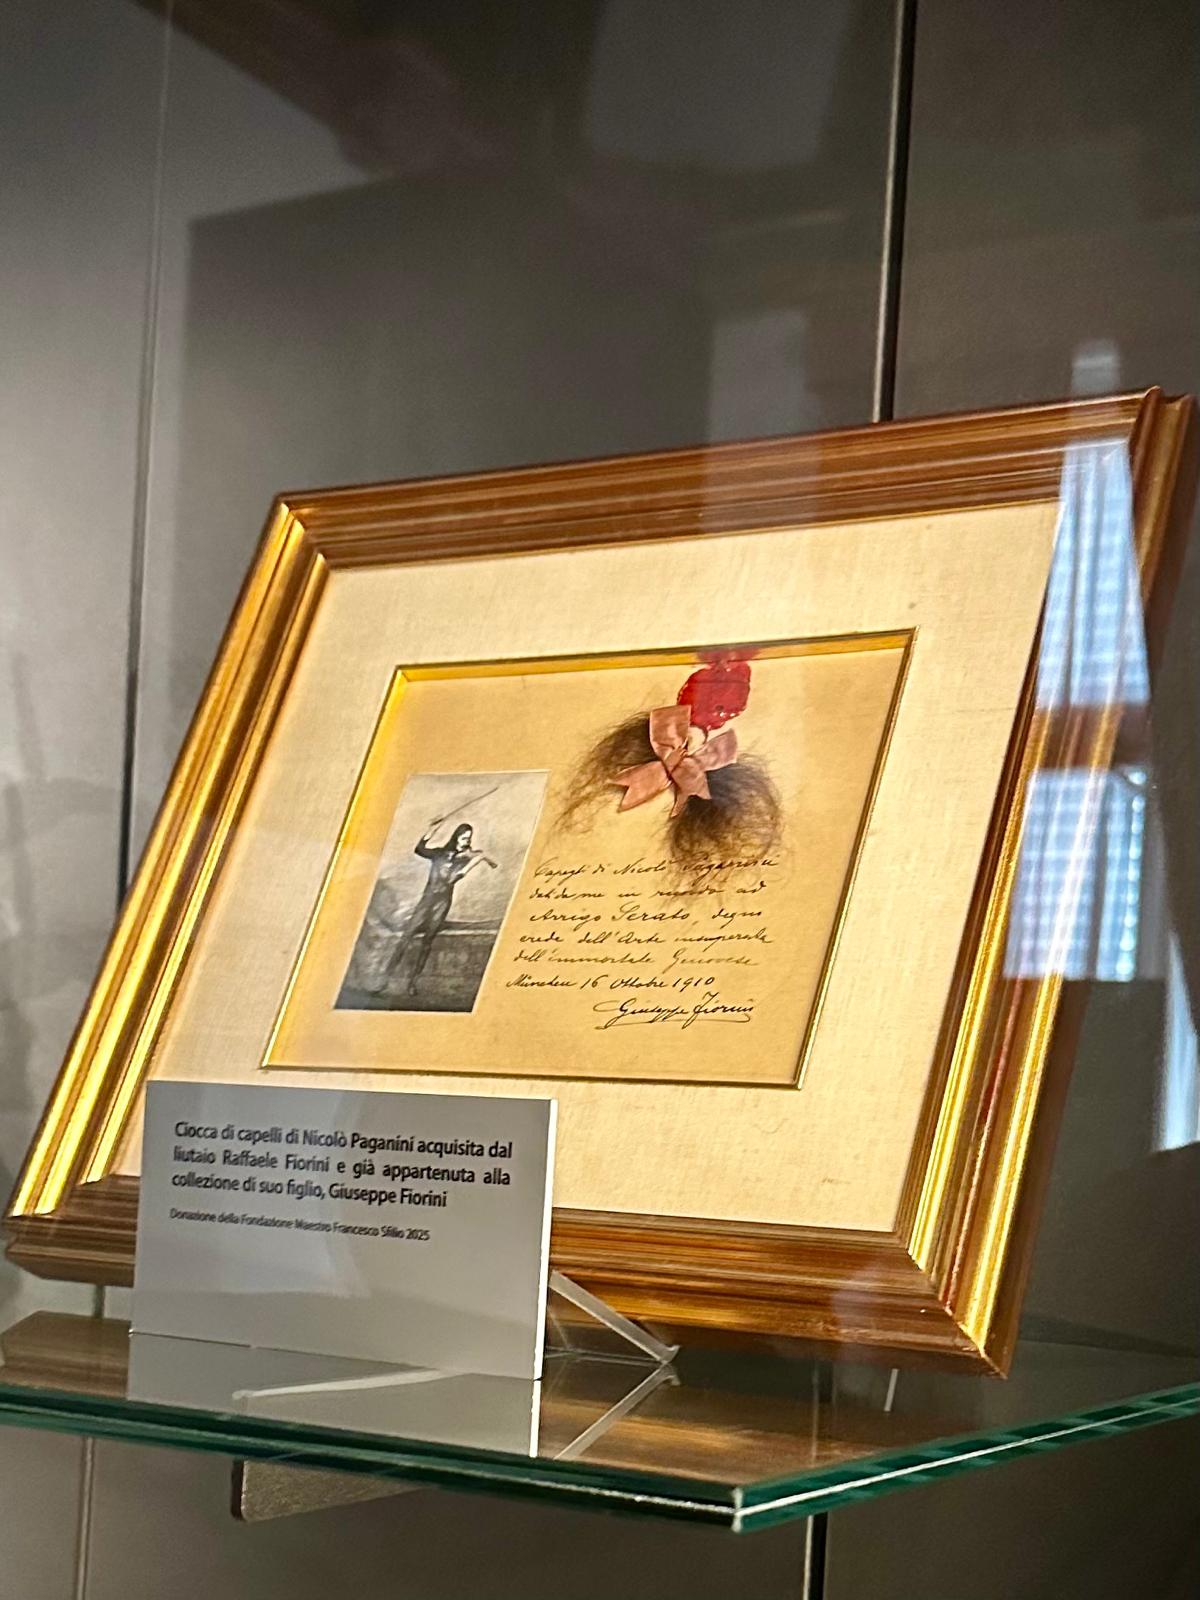 Capegli di Nicolò Paganini
dati da me in ricordo ad
Arrigo Serato, degno
erede dell'Arte insuperata
dell'immortale Genovese
München 16 Ottobre 1910
Giuseppe Fiorini
Ciocca di capelli di Nicolò Paganini acquisita dal
liutaio Raffaele Fiorini e già appartenuta alla
collezione di suo figlio, Giuseppe Fiorini
Donazione della Fondazione Maestro Francesco Sfilio 2025